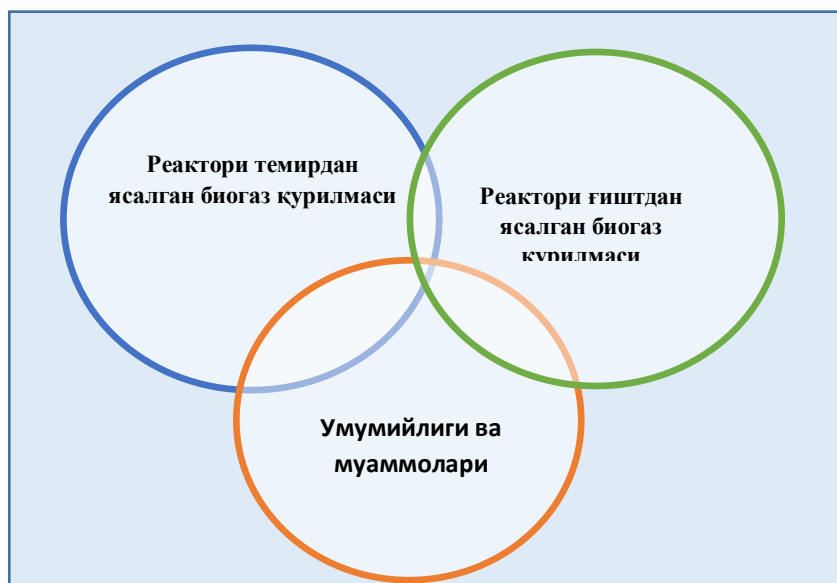 Реактори темирдан
ясалган биогаз қурилмаси
Реактори ғиштдан
ясалган биогаз
қурилмаси
Умумийлиги ва
муаммолари